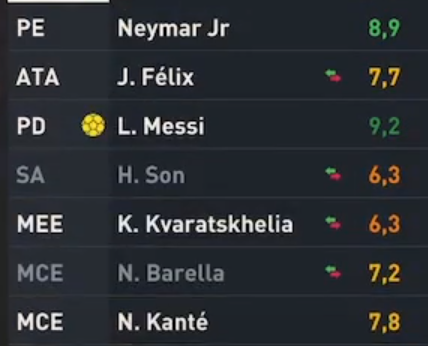 PE Neymar Jr 8,9
ATA J. Félix 7,7
PD L. Messi 9,2
SA H. Son 6,3
MEE K. Kvaratskhelia 6,3
MCE N. Barella 7,2
MCE N. Kanté 7,8